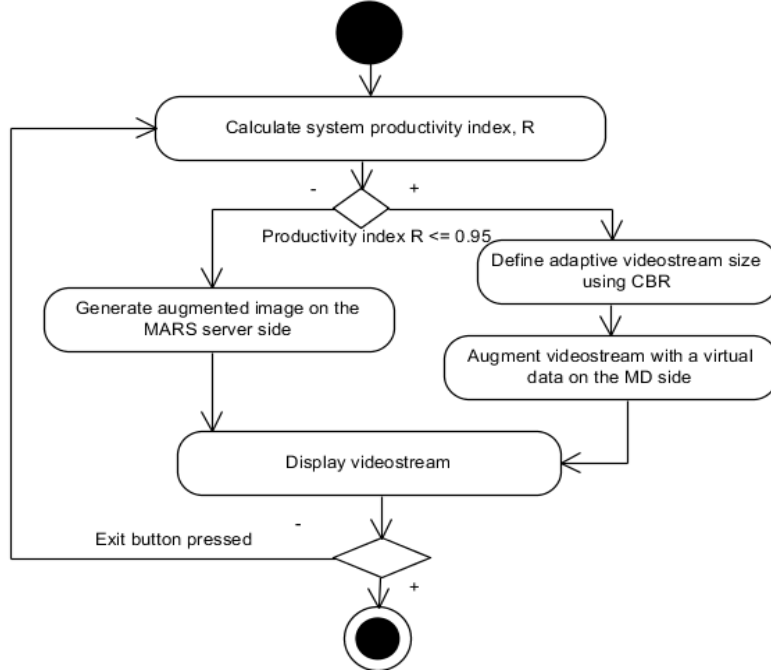 Calculate system productivity index, R
-
+
Productivity index R <= 0.95
Define adaptive videostream size
using CBR
Generate augmented image on the
MARS server side
Augment videostream with a virtual
data on the MD side
Display videostream
-
Exit button pressed
+